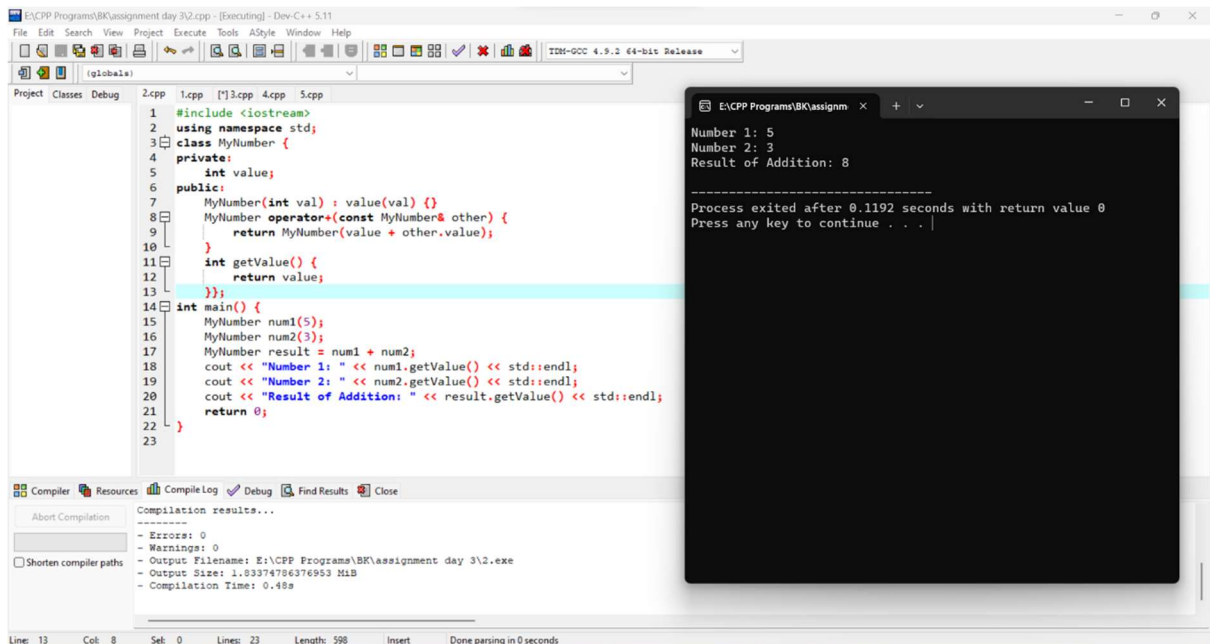 E:\CPP Programs\BK\assignment day 3\2.cpp - [Executing] - Dev-C++ 5.11
File Edit Search View Project Execute Tools AStyle Window Help
TDM-GCC 4.9.2 64-bit Release
(globals)
Project Classes Debug
2.cpp 1.cpp [*] 3.cpp 4.cpp 5.cpp
1 #include <iostream>
2 using namespace std;
3 class MyNumber {
4 private:
5     int value;
6 public:
7     MyNumber(int val) : value(val) {}
8     MyNumber operator+(const MyNumber& other) {
9         return MyNumber(value + other.value);
10     }
11     int getValue() {
12         return value;
13     }};
14 int main() {
15     MyNumber num1(5);
16     MyNumber num2(3);
17     MyNumber result = num1 + num2;
18     cout << "Number 1: " << num1.getValue() << std::endl;
19     cout << "Number 2: " << num2.getValue() << std::endl;
20     cout << "Result of Addition: " << result.getValue() << std::endl;
21     return 0;
22 }
23
E:\CPP Programs\BK\assignm
Number 1: 5
Number 2: 3
Result of Addition: 8
--------------------------------
Process exited after 0.1192 seconds with return value 0
Press any key to continue . . .
Compiler Resources Compile Log Debug Find Results Close
Abort Compilation
Shorten compiler paths
Compilation results...
--------
- Errors: 0
- Warnings: 0
- Output Filename: E:\CPP Programs\BK\assignment day 3\2.exe
- Output Size: 1.83374786376953 MiB
- Compilation Time: 0.48s
Line: 13 Col: 8 Sel: 0 Lines: 23 Length: 598 Insert Done parsing in 0 seconds